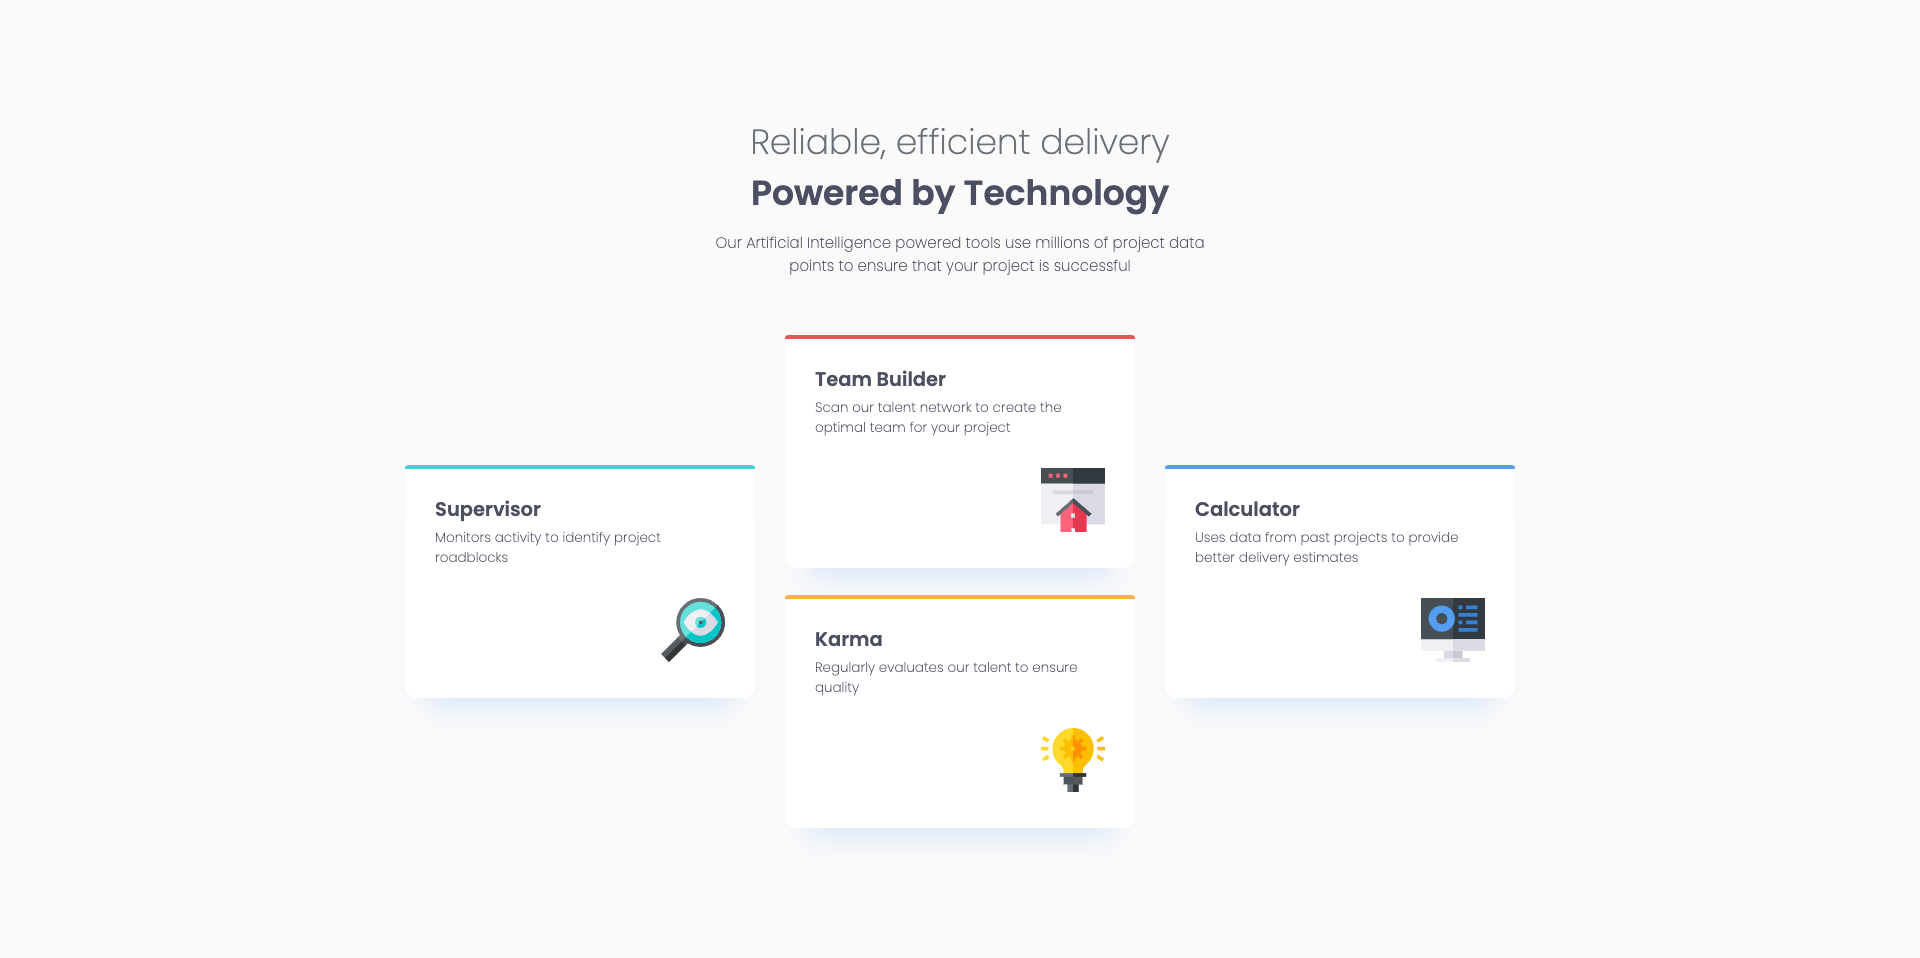 Reliable, efficient delivery
Powered by Technology
Our Artificial Intelligence powered tools use millions of project data
points to ensure that your project is successful
Supervisor
Monitors activity to identify project
roadblocks
Team Builder
Scan our talent network to create the
optimal team for your project
Karma
Regularly evaluates our talent to ensure
quality
Calculator
Uses data from past projects to provide
better delivery estimates